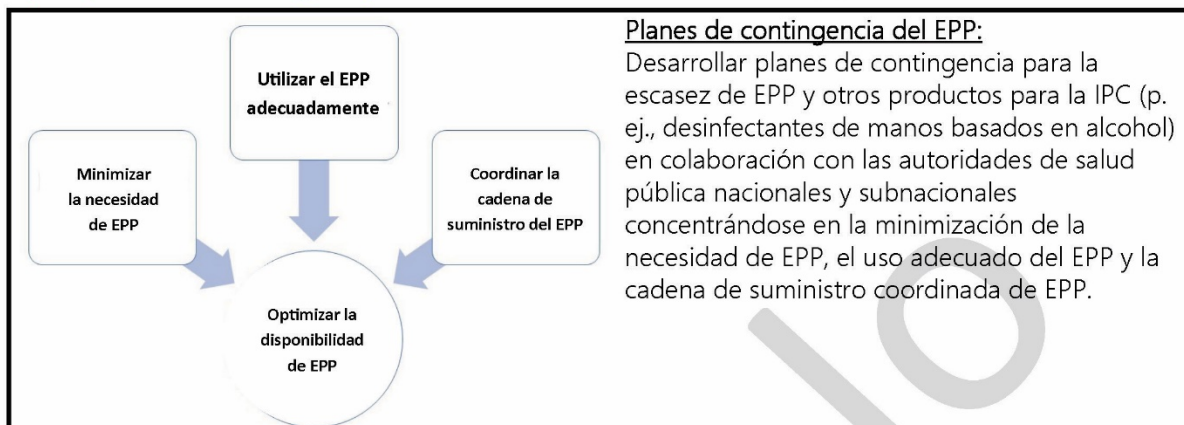 Utilizar el EPP
adecuadamente
Minimizar
la necesidad
de EPP
Coordinar la
cadena de
suministro del EPP
Optimizar la
disponibilidad
de EPP
Planes de contingencia del EPP:
Desarrollar planes de contingencia para la
escasez de EPP y otros productos para la IPC (p.
ej., desinfectantes de manos basados en alcohol)
en colaboración con las autoridades de salud
pública nacionales y subnacionales
concentrándose en la minimización de la
necesidad de EPP, el uso adecuado del EPP y la
cadena de suministro coordinada de EPP.